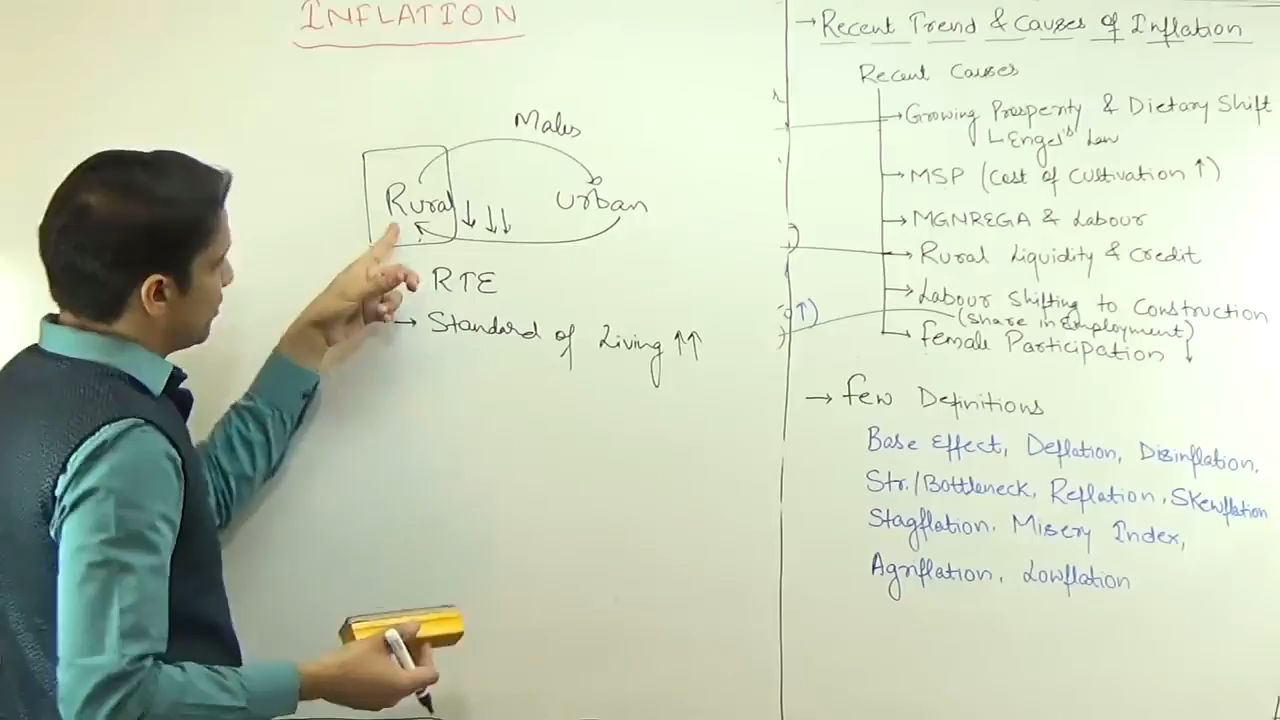 INFLATION
Males
Rural ↓ ↓↓ urban
RTE
→ Standard of Living ↑↑
↑)
→ Recent Trend & Causes of Inflation
Recent Causes
→ Growing Prosperity & Dietary Shift
↳ Engel's Law
→ MSP (Cost of Custivation ↑)
→ MGNREGA & Labour
→ Rural Liquidity & Credit
→ Labour Shifting to Construction
(Share in Employment)
→ Female Participation ↓
→ Few Definitions
Base Effect, Deflation, Disinflation,
Str./Bottleneck, Reflation, Skewflation
Stagflation, Misery Index,
Agriflation, Lowflation